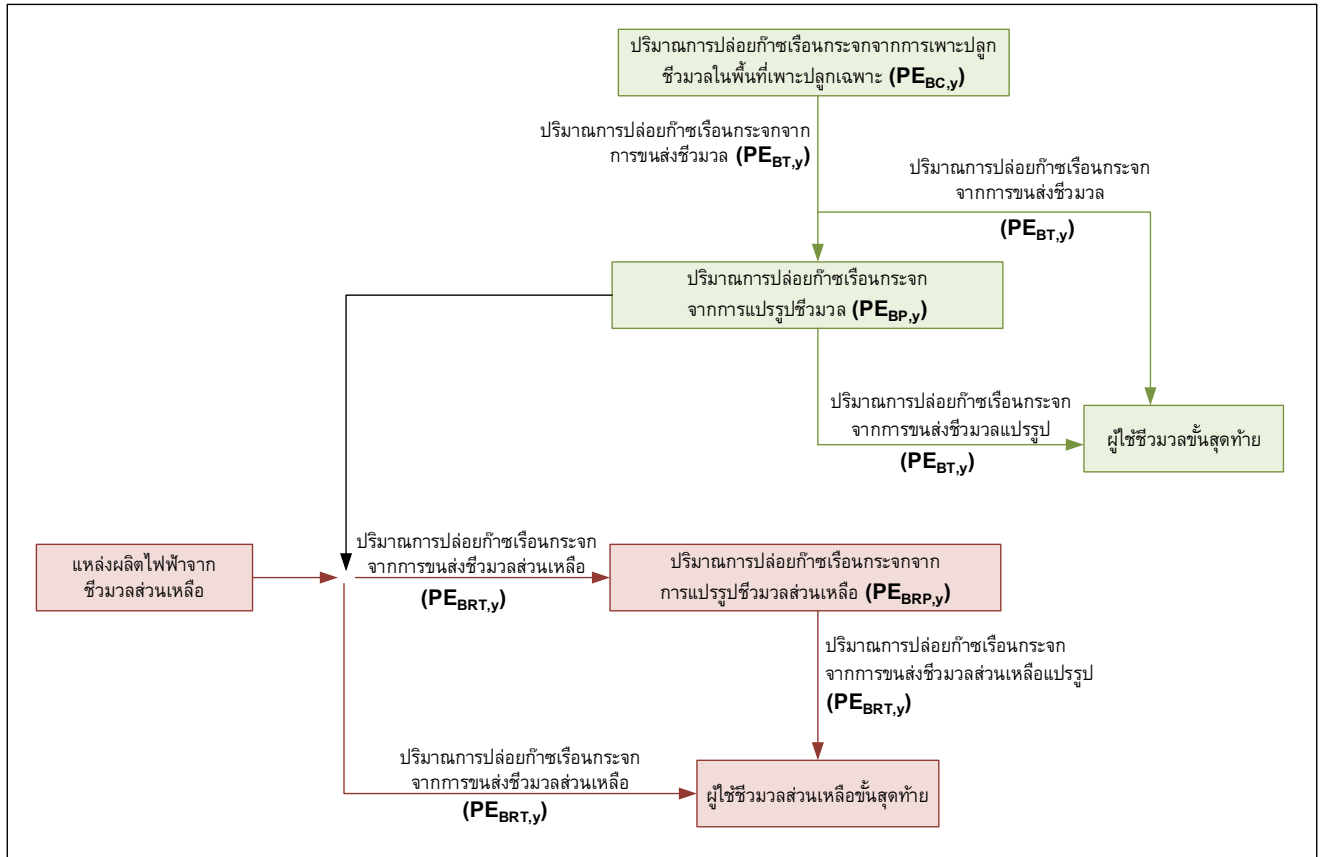 ปริมาณการปล่อยก๊าซเรือนกระจกจากการเพาะปลูก
ชีวมวลในพื้นที่เพาะปลูกเฉพาะ (PE_BC,y)
ปริมาณการปล่อยก๊าซเรือนกระจกจาก
การขนส่งชีวมวล (PE_BT,y)
ปริมาณการปล่อยก๊าซเรือนกระจก
จากการขนส่งชีวมวล
(PE_BT,y)
ปริมาณการปล่อยก๊าซเรือนกระจก
จากการแปรรูปชีวมวล (PE_BP,y)
ปริมาณการปล่อยก๊าซเรือนกระจก
จากการขนส่งชีวมวลแปรรูป
(PE_BT,y)
ผู้ใช้ชีวมวลขั้นสุดท้าย
แหล่งผลิตไฟฟ้าจาก
ชีวมวลส่วนเหลือ
ปริมาณการปล่อยก๊าซเรือนกระจก
จากการขนส่งชีวมวลส่วนเหลือ
(PE_BRT,y)
ปริมาณการปล่อยก๊าซเรือนกระจกจาก
การแปรรูปชีวมวลส่วนเหลือ (PE_BRP,y)
ปริมาณการปล่อยก๊าซเรือนกระจก
จากการขนส่งชีวมวลส่วนเหลือแปรรูป
(PE_BRT,y)
ปริมาณการปล่อยก๊าซเรือนกระจก
จากการขนส่งชีวมวลส่วนเหลือ
(PE_BRT,y)
ผู้ใช้ชีวมวลส่วนเหลือขั้นสุดท้าย